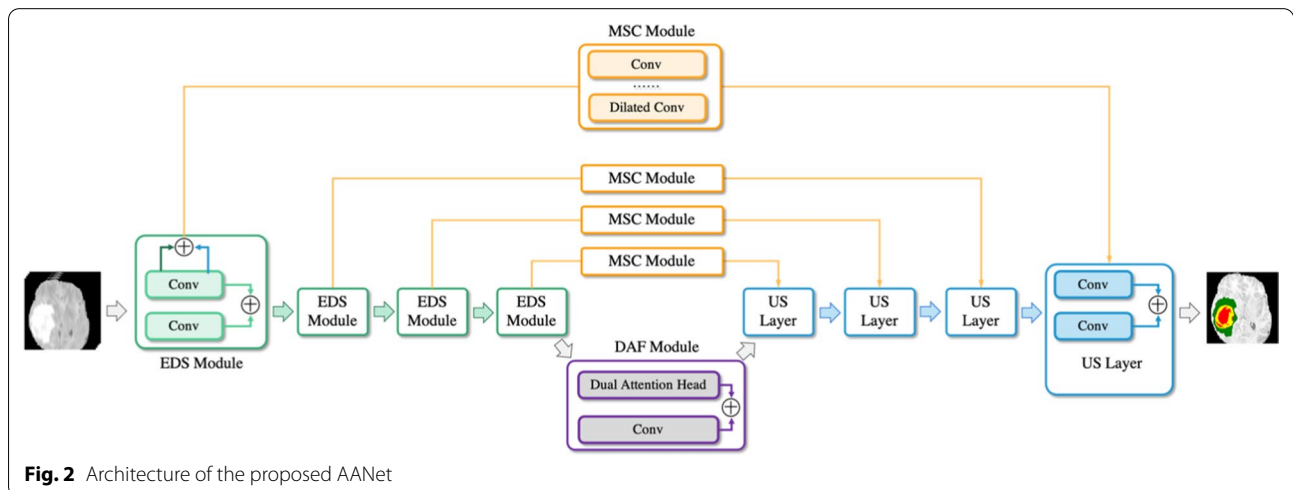 MSC Module
Conv
......
Dilated Conv
MSC Module
MSC Module
MSC Module
Conv
Conv
EDS Module
EDS
Module
EDS
Module
EDS
Module
DAF Module
Dual Attention Head
Conv
US
Layer
US
Layer
US
Layer
Conv
Conv
US Layer
Fig. 2 Architecture of the proposed AANet